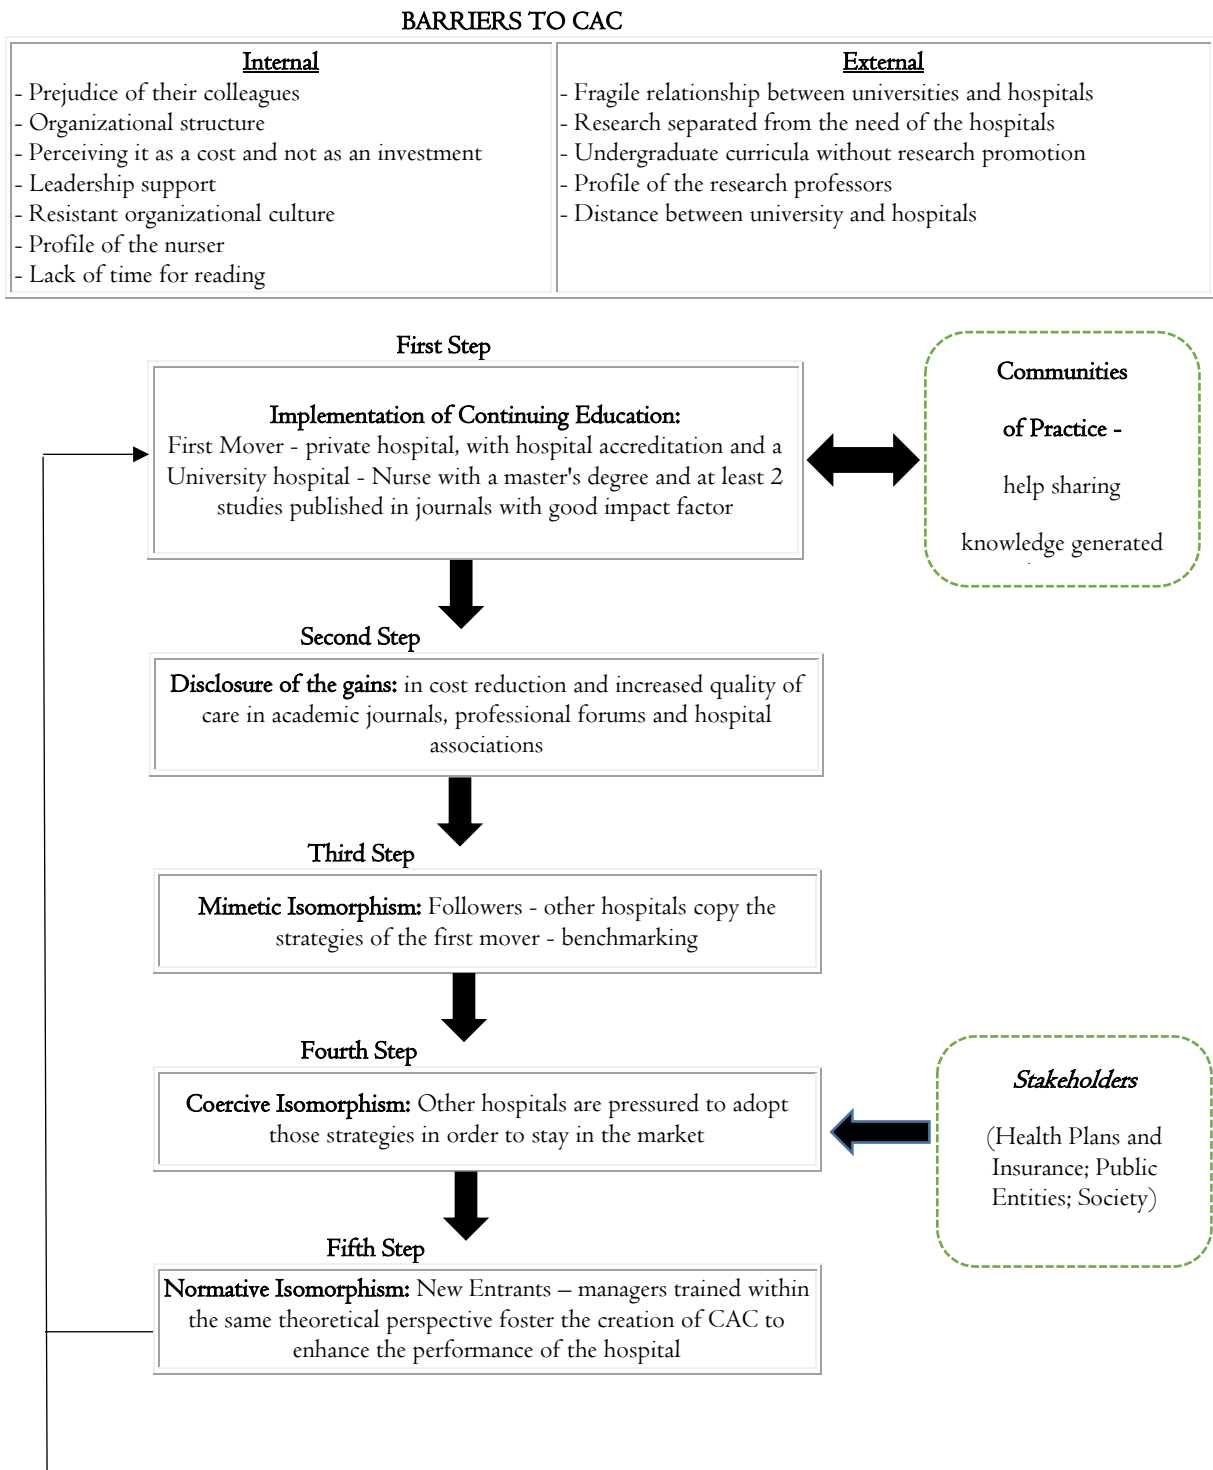 BARRIERS TO CAC
Internal
- Prejudice of their colleagues
- Organizational structure
- Perceiving it as a cost and not as an investment
- Leadership support
- Resistant organizational culture
- Profile of the nurser
- Lack of time for reading
External
- Fragile relationship between universities and hospitals
- Research separated from the need of the hospitals
- Undergraduate curricula without research promotion
- Profile of the research professors
- Distance between university and hospitals
First Step
Implementation of Continuing Education:
First Mover - private hospital, with hospital accreditation and a
University hospital - Nurse with a master's degree and at least 2
studies published in journals with good impact factor
Communities
of Practice -
help sharing
knowledge generated
Second Step
Disclosure of the gains: in cost reduction and increased quality of
care in academic journals, professional forums and hospital
associations
Third Step
Mimetic Isomorphism: Followers - other hospitals copy the
strategies of the first mover - benchmarking
Fourth Step
Coercive Isomorphism: Other hospitals are pressured to adopt
those strategies in order to stay in the market
Stakeholders
(Health Plans and
Insurance; Public
Entities; Society)
Fifth Step
Normative Isomorphism: New Entrants – managers trained within
the same theoretical perspective foster the creation of CAC to
enhance the performance of the hospital